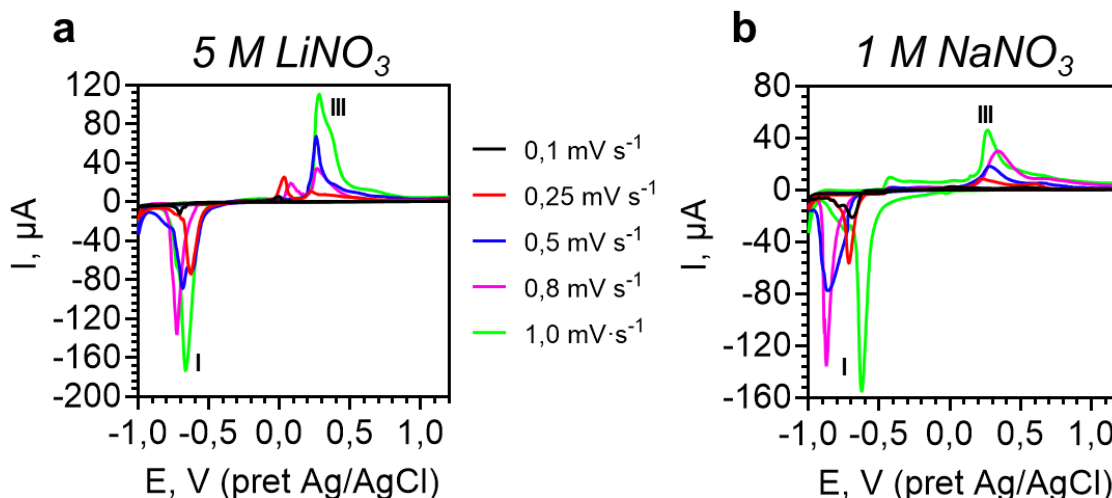 a
5 M LiNO3
I, µA
120
80
40
0
-40
-80
-120
-160
-200
III
I
-1,0 -0,5 0,0 0,5 1,0
E, V (pret Ag/AgCl)
0,1 mV s-1
0,25 mV s-1
0,5 mV s-1
0,8 mV s-1
1,0 mV·s-1
b
1 M NaNO3
I, µA
80
40
0
-40
-80
-120
-160
III
I
-1,0 -0,5 0,0 0,5 1,0
E, V (pret Ag/AgCl)